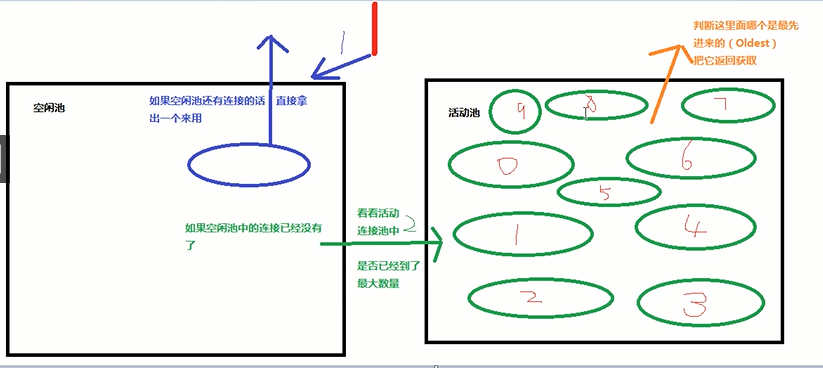 判断这里面哪个是最先
进来的（Oldest）
把它返回获取
1
空闲池
如果空闲池还有连接的话 直接拿
出一个来用
如果空闲池中的连接已经没有
了
看看活动
连接池中
2
是否已经到了
最大数量
活动池
9
8
7
0
6
5
1
4
2
3